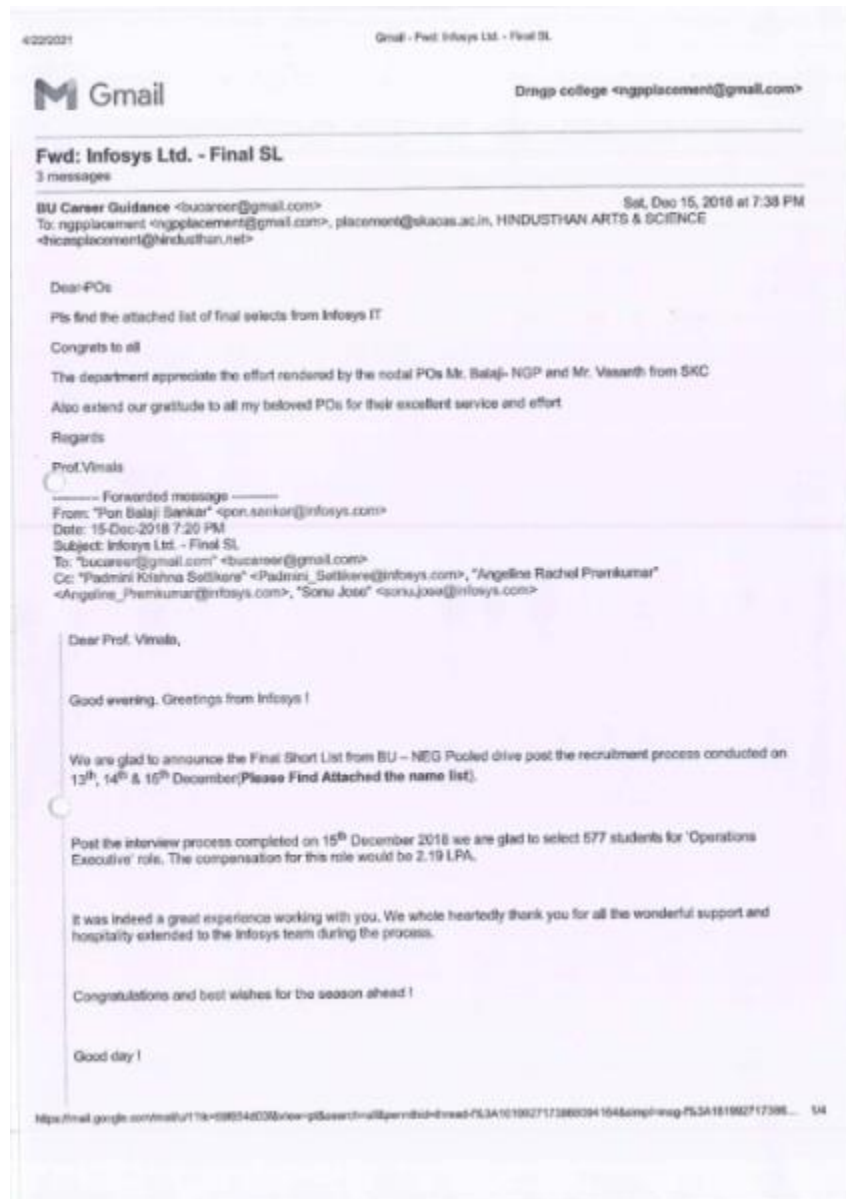 4/22/2021 Gmail - Fwd: Infosys Ltd. - Final SL
Gmail Drngp college <ngpplacement@gmail.com>
Fwd: Infosys Ltd. - Final SL
3 messages
BU Career Guidance <bucareer@gmail.com> Sat, Dec 15, 2018 at 7:38 PM
To: ngpplacement <ngpplacement@gmail.com>, placement@skacas.ac.in, HINDUSTHAN ARTS & SCIENCE
<hicasplacement@hindusthan.net>
Dear POs
Pls find the attached list of final selects from Infosys IT
Congrats to all
The department appreciate the effort rendered by the nodal POs Mr. Balaji- NGP and Mr. Vasanth from SKC
Also extend our gratitude to all my beloved POs for their excellent service and effort
Regards
Prof.Vimala
---------- Forwarded message ----------
From: "Pon Balaji Sankar" <pon.sankar@infosys.com>
Date: 15-Dec-2018 7:20 PM
Subject: Infosys Ltd. - Final SL
To: "bucareer@gmail.com" <bucareer@gmail.com>
Cc: "Padmini Krishna Settikere" <Padmini_Settikere@infosys.com>, "Angeline Rachel Premkumar"
<Angeline_Premkumar@infosys.com>, "Sonu Jose" <sonu.jose@infosys.com>
Dear Prof. Vimala,
Good evening. Greetings from Infosys !
We are glad to announce the Final Short List from BU – NEG Pooled drive post the recruitment process conducted on
13th, 14th & 15th December(Please Find Attached the name list).
Post the interview process completed on 15th December 2018 we are glad to select 577 students for 'Operations
Executive' role. The compensation for this role would be 2.19 LPA.
It was indeed a great experience working with you. We whole heartedly thank you for all the wonderful support and
hospitality extended to the Infosys team during the process.
Congratulations and best wishes for the season ahead !
Good day !
1/4